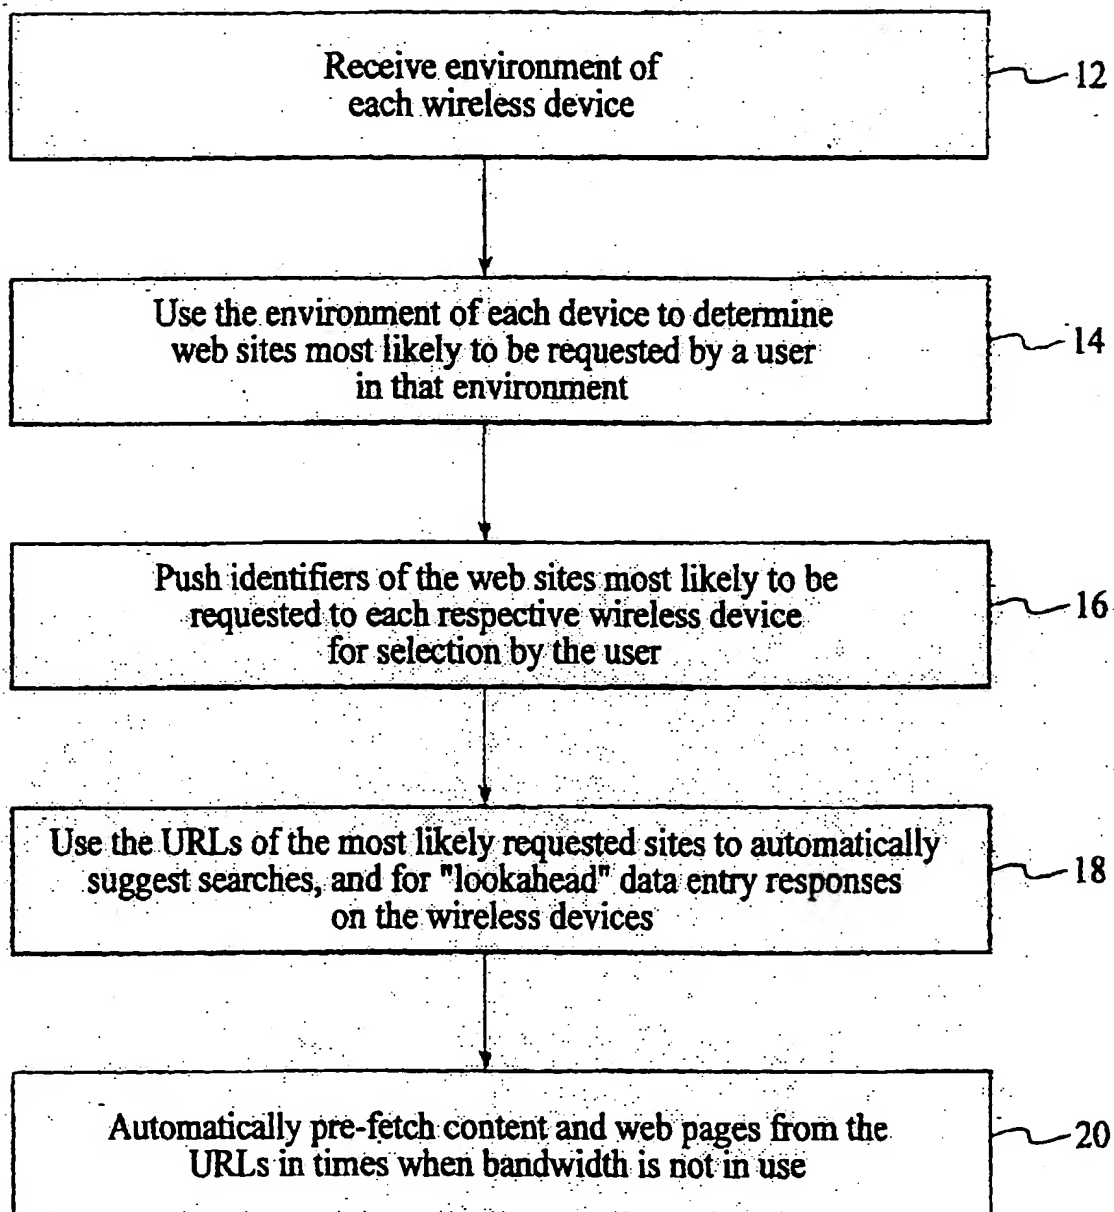 Receive environment of
each wireless device
12
Use the environment of each device to determine
web sites most likely to be requested by a user
in that environment
14
Push identifiers of the web sites most likely to be
requested to each respective wireless device
for selection by the user
16
Use the URLs of the most likely requested sites to automatically
suggest searches, and for "lookahead" data entry responses
on the wireless devices
18
Automatically pre-fetch content and web pages from the
URLs in times when bandwidth is not in use
20